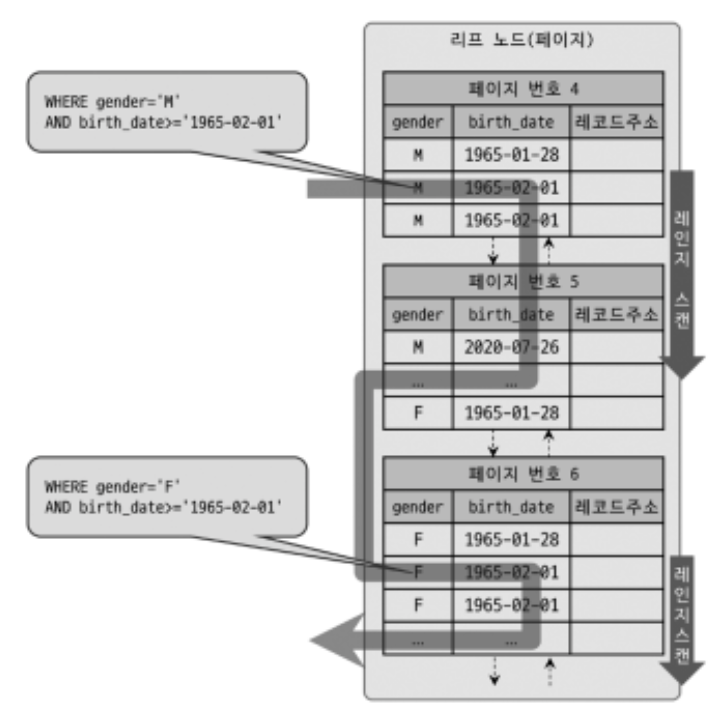 리프 노드(페이지)
WHERE gender='M'
AND birth_date>='1965-02-01'
페이지 번호 4
gender birth_date 레코드주소
M 1965-01-28
M 1965-02-01
M 1965-02-01
레인지 스캔
페이지 번호 5
gender birth_date 레코드주소
M 2020-07-26
... ...
F 1965-01-28
WHERE gender='F'
AND birth_date>='1965-02-01'
페이지 번호 6
gender birth_date 레코드주소
F 1965-01-28
F 1965-02-01
F 1965-02-01
... ...
레인지 스캔